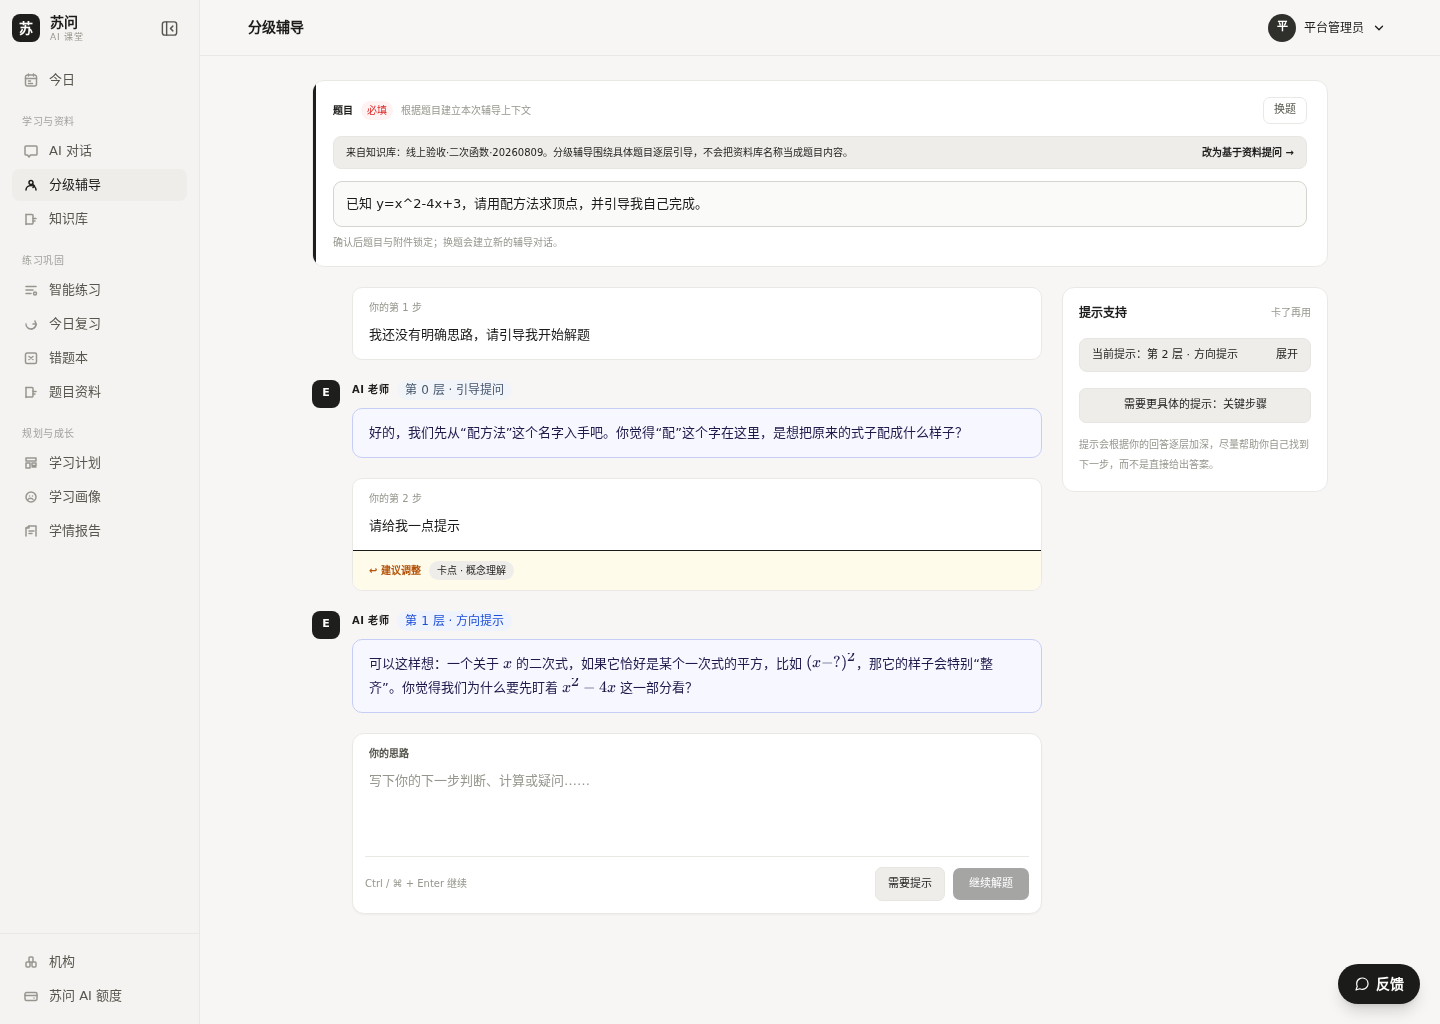 苏
苏问
AI 课堂
今日
学习与资料
AI 对话
分级辅导
知识库
练习巩固
智能练习
今日复习
错题本
题目资料
规划与成长
学习计划
学习画像
学情报告
机构
苏问 AI 额度
分级辅导
平
平台管理员
题目 必填 根据题目建立本次辅导上下文
换题
来自知识库：线上验收·二次函数·20260809。分级辅导围绕具体题目逐层引导，不会把资料库名称当成题目内容。
改为基于资料提问 →
已知 y=x^2-4x+3，请用配方法求顶点，并引导我自己完成。
确认后题目与附件锁定；换题会建立新的辅导对话。
你的第 1 步
我还没有明确思路，请引导我开始解题
E
AI 老师 第 0 层 · 引导提问
好的，我们先从“配方法”这个名字入手吧。你觉得“配”这个字在这里，是想把原来的式子配成什么样子？
你的第 2 步
请给我一点提示
↩ 建议调整 卡点 · 概念理解
E
AI 老师 第 1 层 · 方向提示
可以这样想：一个关于 x 的二次式，如果它恰好是某个一次式的平方，比如 (x−?)²，那它的样子会特别“整
齐”。你觉得我们为什么要先盯着 x² − 4x 这一部分看？
你的思路
写下你的下一步判断、计算或疑问……
Ctrl / ⌘ + Enter 继续
需要提示
继续解题
提示支持
卡了再用
当前提示：第 2 层 · 方向提示
展开
需要更具体的提示：关键步骤
提示会根据你的回答逐层加深，尽量帮助你自己找到
下一步，而不是直接给出答案。
反馈